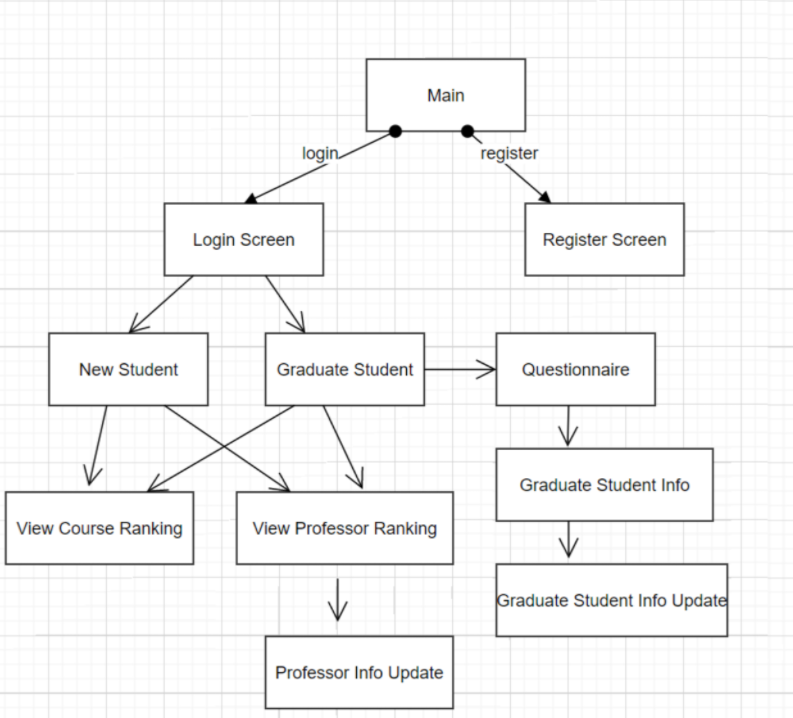 Main
login
register
Login Screen
Register Screen
New Student
Graduate Student
Questionnaire
Graduate Student Info
View Course Ranking
View Professor Ranking
Graduate Student Info Update
Professor Info Update